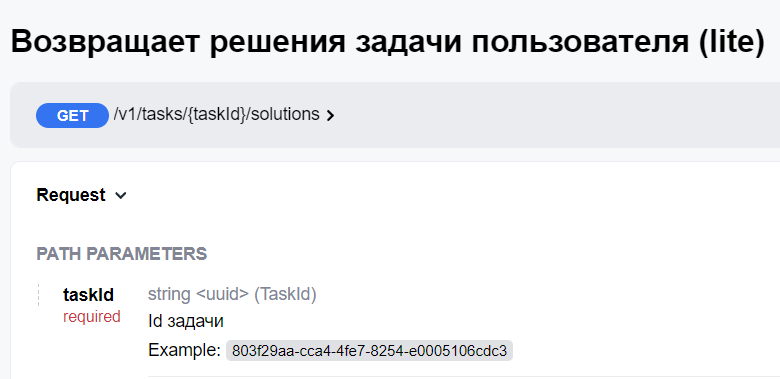 Возвращает решения задачи пользователя (lite)
GET /v1/tasks/{taskId}/solutions
Request
PATH PARAMETERS
taskId string <uuid> (TaskId)
required Id задачи
Example: 803f29aa-cca4-4fe7-8254-e0005106cdc3